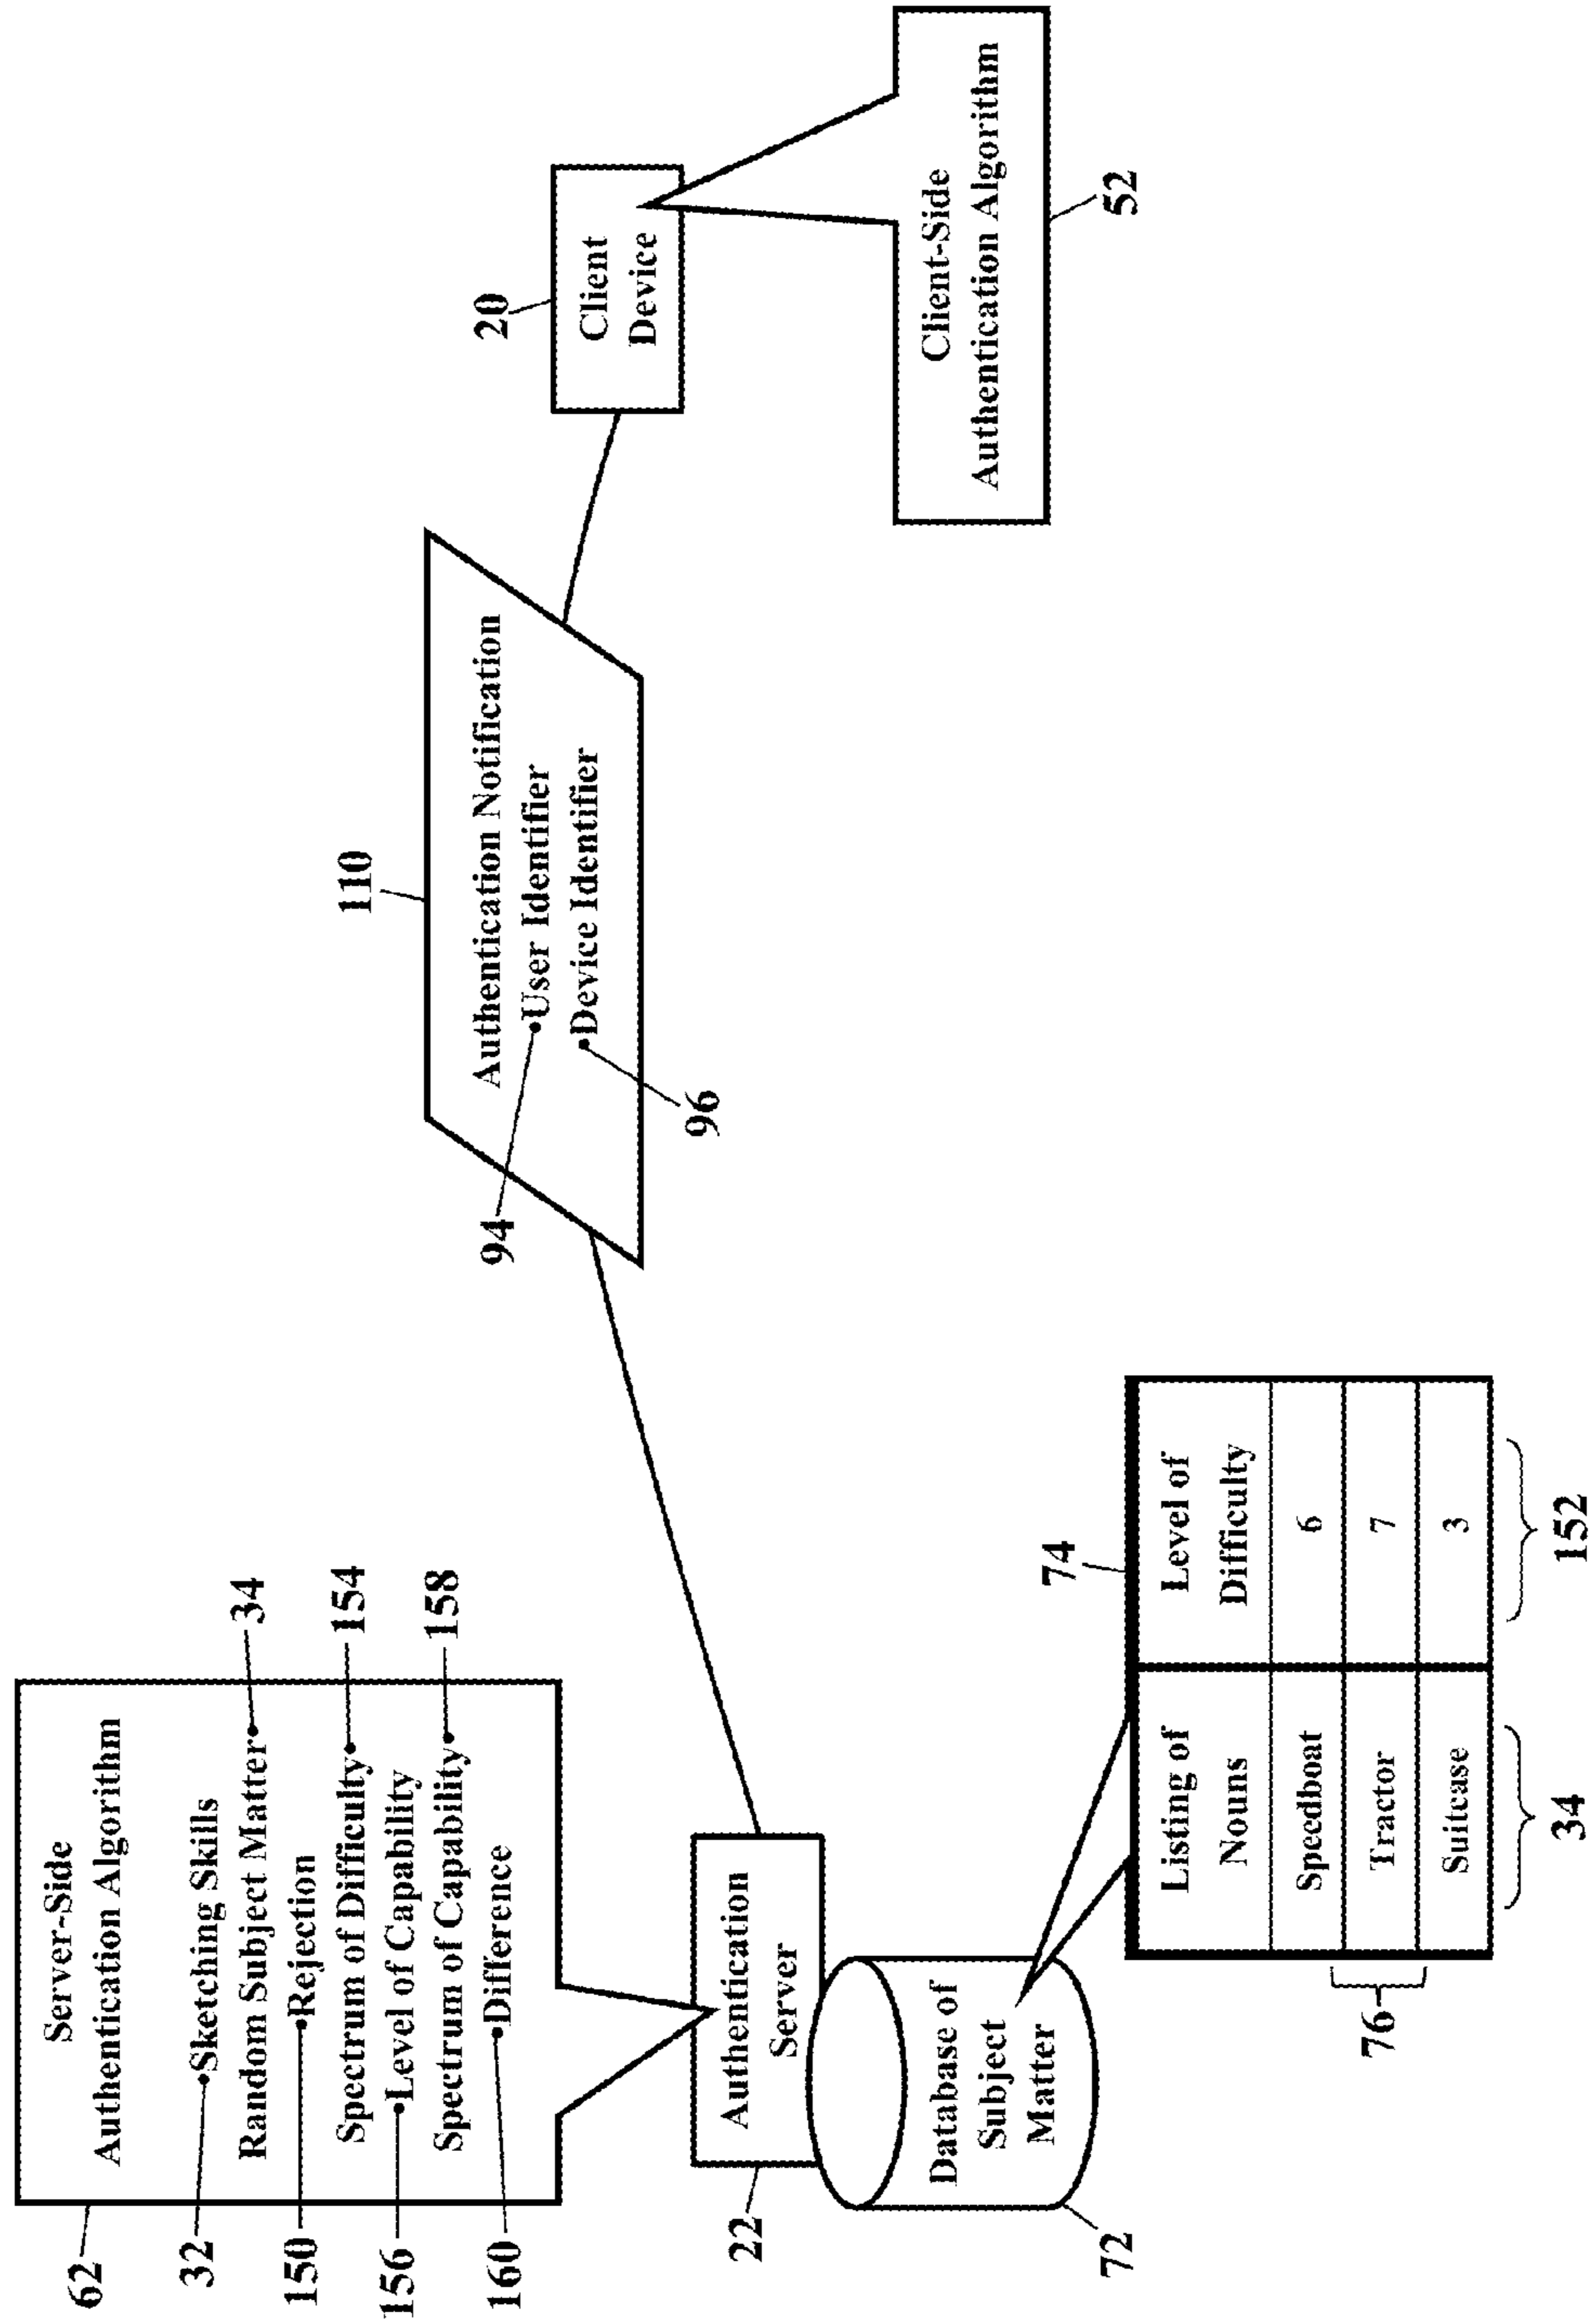 62
Server-Side
Authentication Algorithm
32
Sketching Skills
Random Subject Matter
34
150
Rejection
Spectrum of Difficulty
154
156
Level of Capability
Spectrum of Capability
158
160
Difference
22
Authentication
Server
Database of
Subject
Matter
72
74
Listing of
Nouns
Level of
Difficulty
Speedboat
6
76
Tractor
7
Suitcase
3
34
152
110
Authentication Notification
94
User Identifier
Device Identifier
96
20
Client
Device
Client-Side
Authentication Algorithm
52